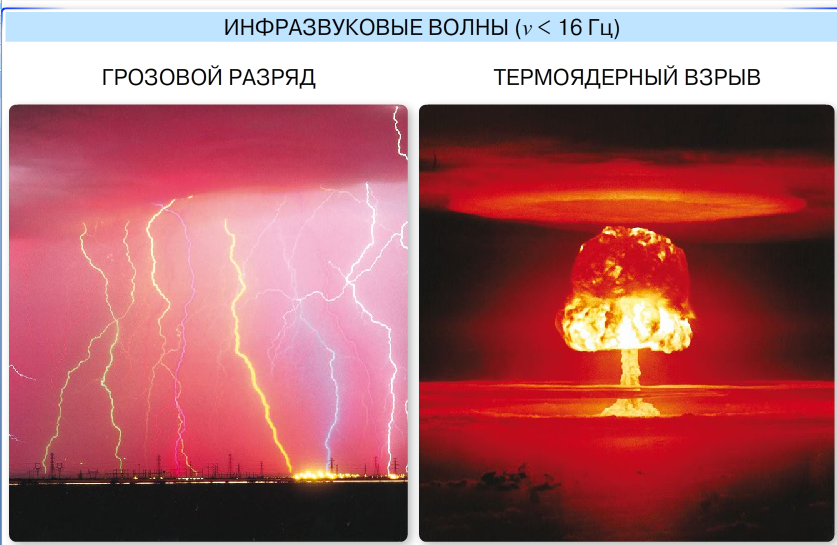 ИНФРАЗВУКОВЫЕ ВОЛНЫ (ν < 16 Гц)
ГРОЗОВОЙ РАЗРЯД
ТЕРМОЯДЕРНЫЙ ВЗРЫВ